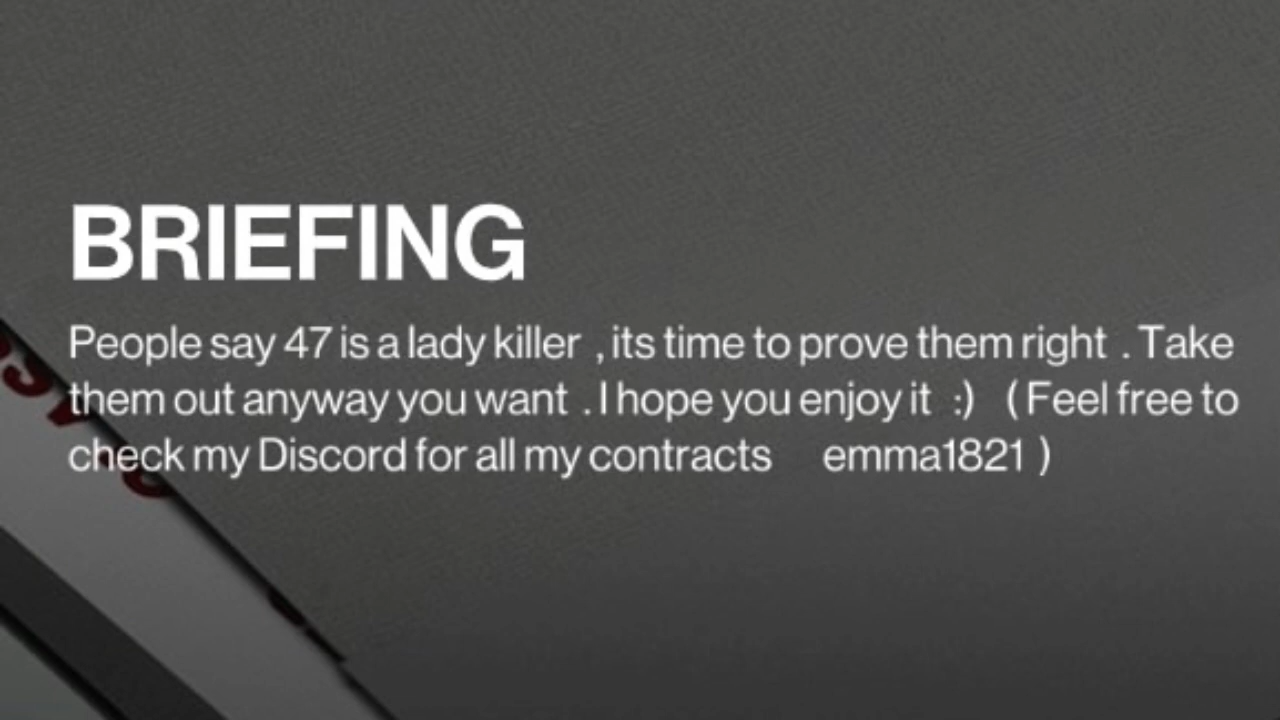 BRIEFING
People say 47 is a lady killer , its time to prove them right . Take
them out anyway you want . I hope you enjoy it :) ( Feel free to
check my Discord for all my contracts emma1821 )